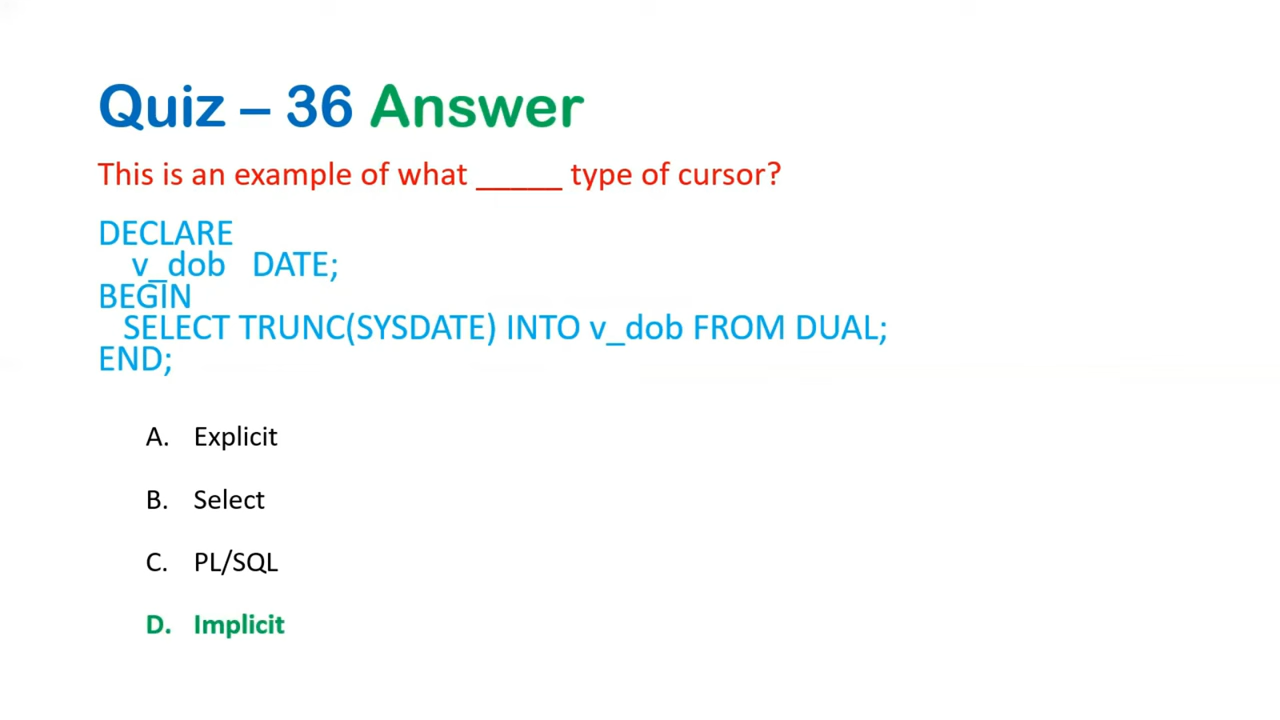 Quiz – 36 Answer
This is an example of what _____ type of cursor?
DECLARE
v_dob DATE;
BEGIN
SELECT TRUNC(SYSDATE) INTO v_dob FROM DUAL;
END;
A. Explicit
B. Select
C. PL/SQL
D. Implicit